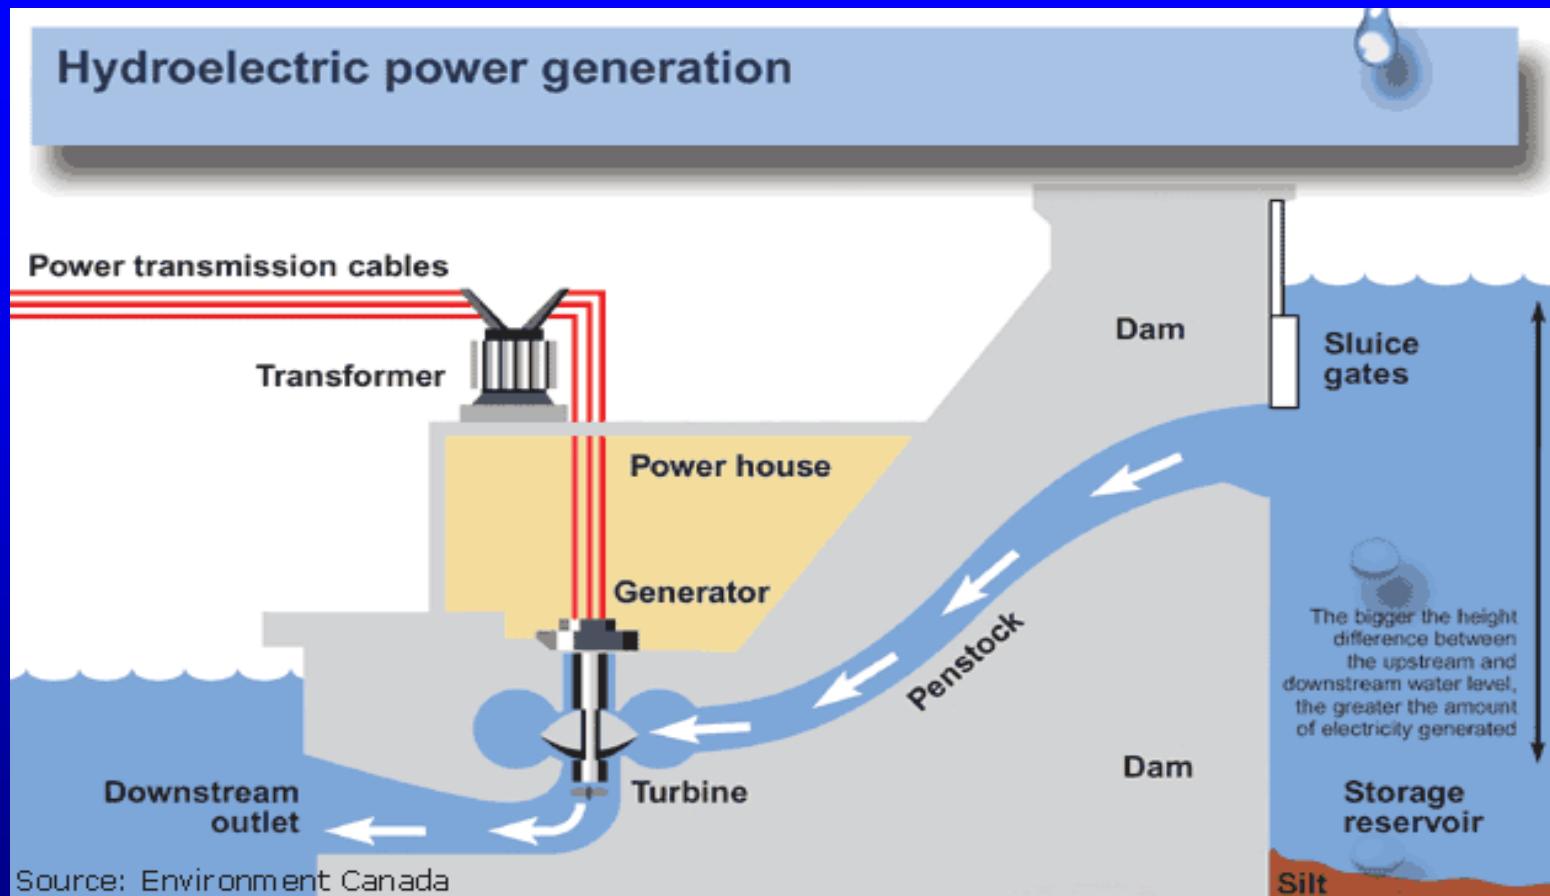 Hydroelectric power generation
Power transmission cables
Transformer
Dam
Sluice
gates
Power house
Generator
Penstock
The bigger the height
difference between
the upstream and
downstream water level,
the greater the amount
of electricity generated
Turbine
Dam
Downstream
outlet
Storage
reservoir
Silt
Source: Environment Canada